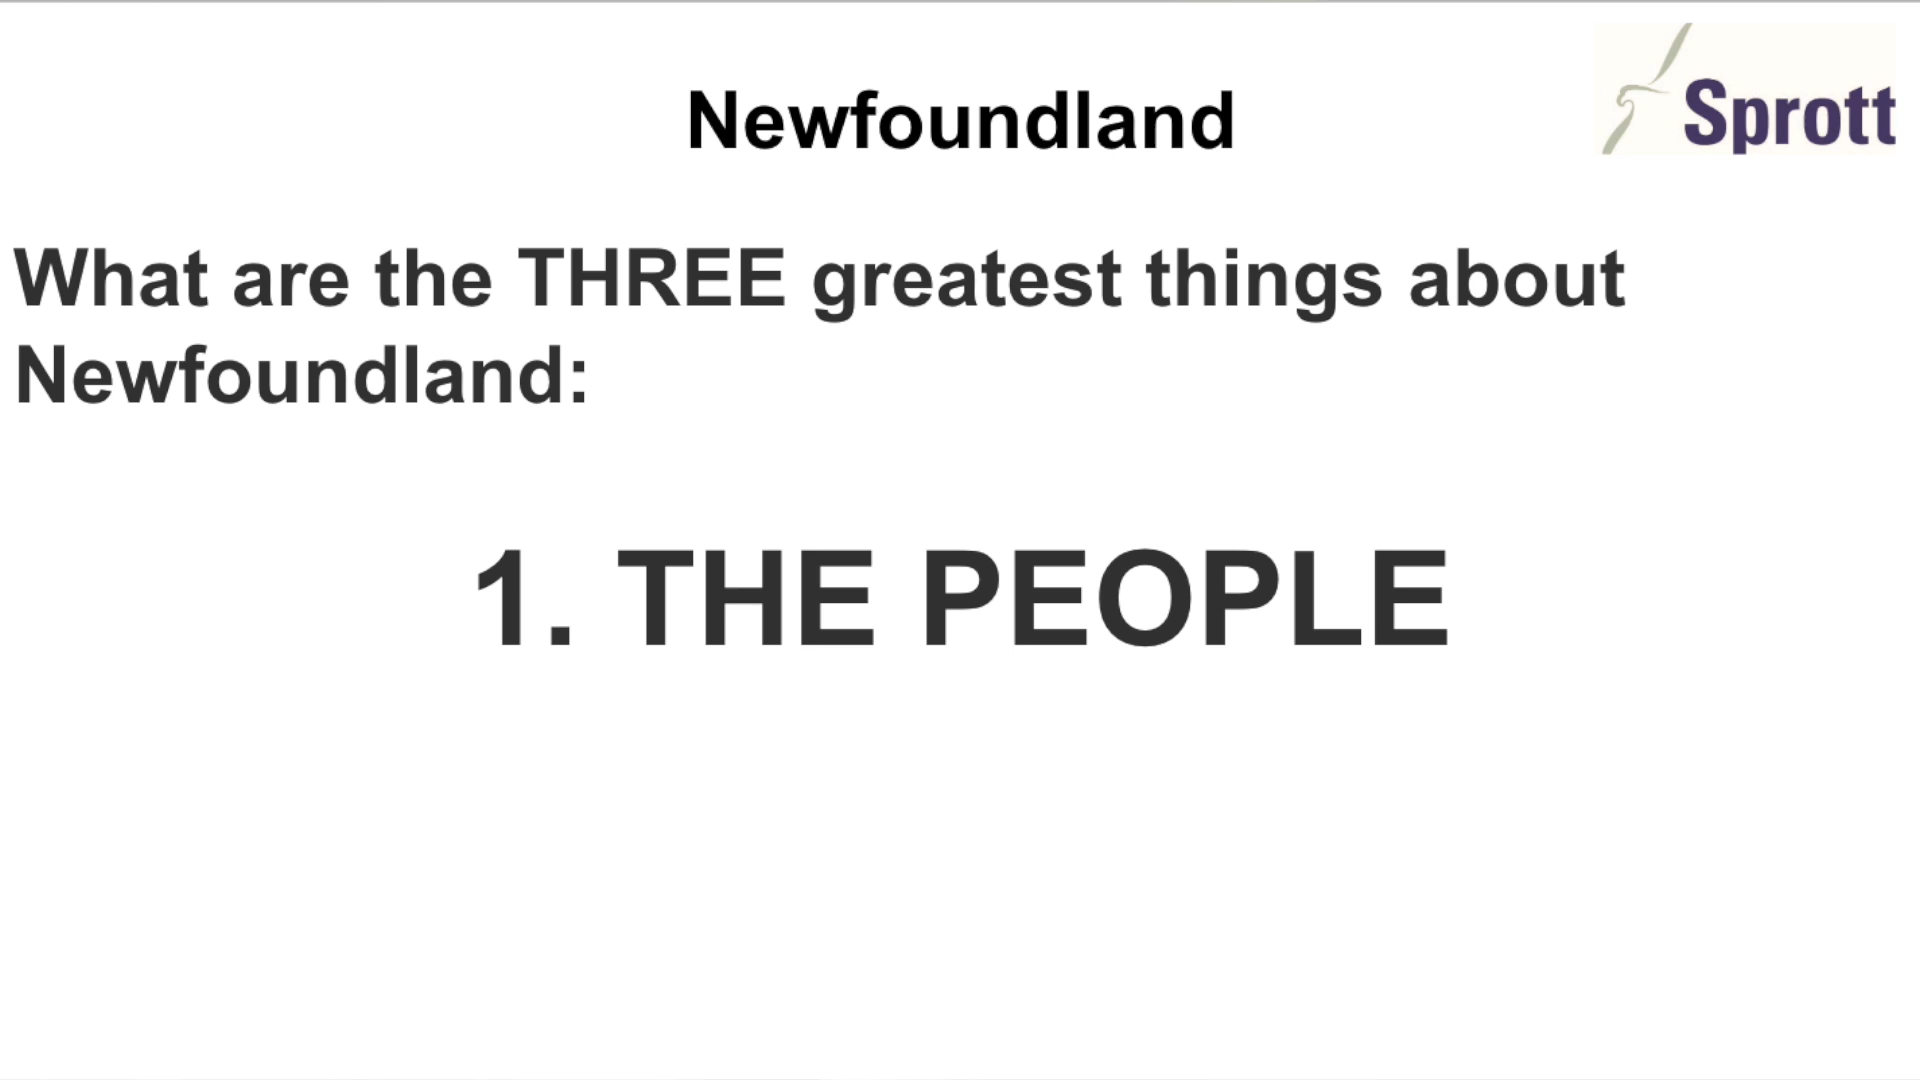 Newfoundland
Sprott
What are the THREE greatest things about
Newfoundland:
1. THE PEOPLE